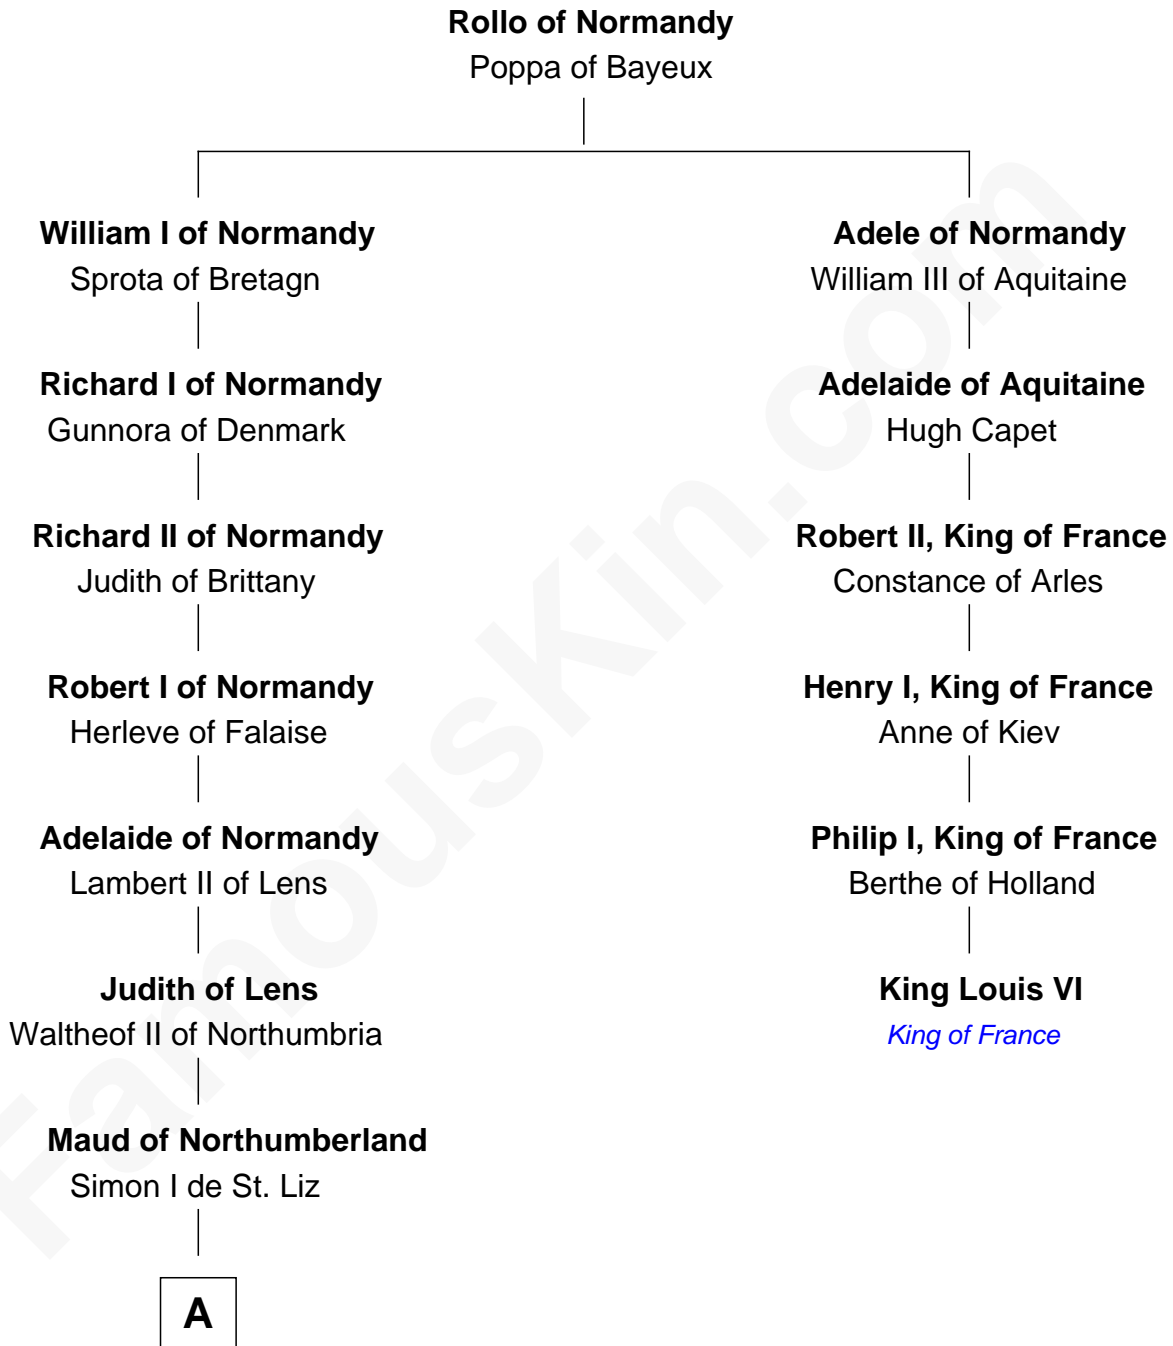 Rollo of Normandy
Poppa of Bayeux
William I of Normandy
Sprota of Bretagn
Adele of Normandy
William III of Aquitaine
Richard I of Normandy
Gunnora of Denmark
Adelaide of Aquitaine
Hugh Capet
Richard II of Normandy
Judith of Brittany
Robert II, King of France
Constance of Arles
Robert I of Normandy
Herleve of Falaise
Henry I, King of France
Anne of Kiev
Adelaide of Normandy
Lambert II of Lens
Philip I, King of France
Berthe of Holland
Judith of Lens
Waltheof II of Northumbria
King Louis VI
King of France
Maud of Northumberland
Simon I de St. Liz
A
FamousKin.com